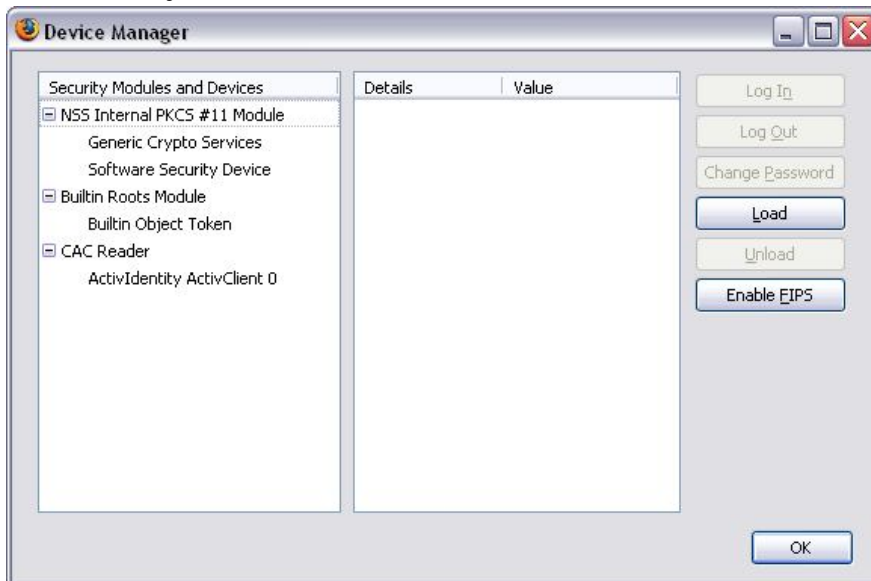 Device Manager
Security Modules and Devices
NSS Internal PKCS #11 Module
Generic Crypto Services
Software Security Device
Builtin Roots Module
Builtin Object Token
CAC Reader
ActivIdentity ActivClient 0
Details Value
Log In
Log Out
Change Password
Load
Unload
Enable FIPS
OK